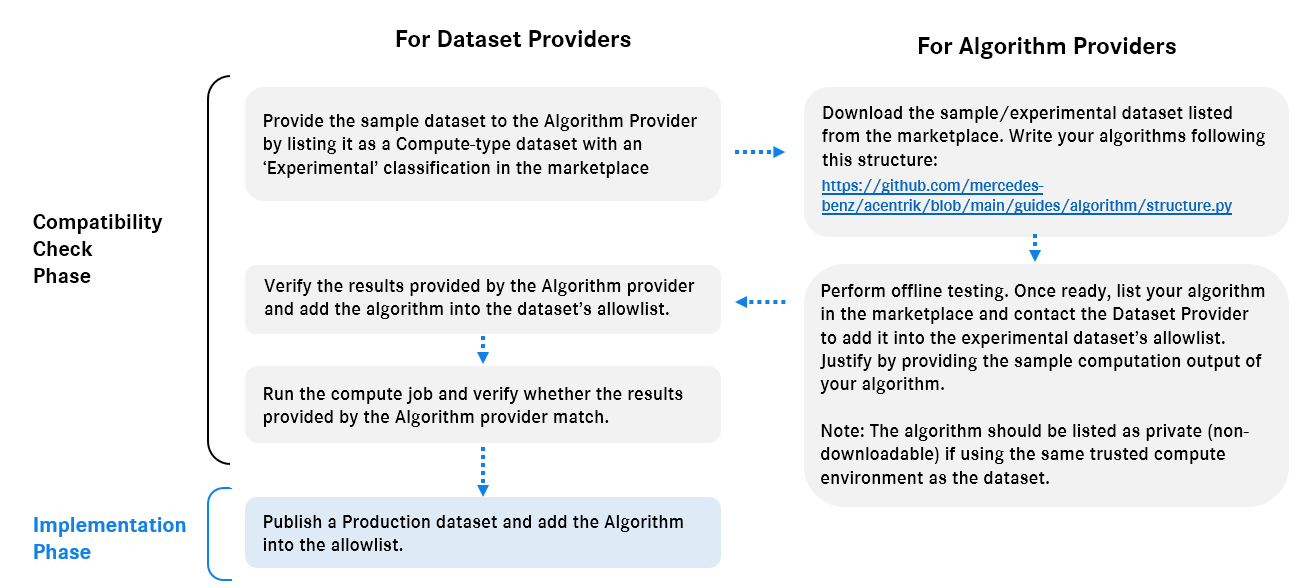 For Dataset Providers
For Algorithm Providers
Compatibility
Check
Phase
Provide the sample dataset to the Algorithm Provider
by listing it as a Compute-type dataset with an
‘Experimental’ classification in the marketplace
Download the sample/experimental dataset listed
from the marketplace. Write your algorithms following
this structure:
https://github.com/mercedes-
benz/acentrik/blob/main/guides/algorithm/structure.py
Perform offline testing. Once ready, list your algorithm
in the marketplace and contact the Dataset Provider
to add it into the experimental dataset’s allowlist.
Justify by providing the sample computation output of
your algorithm.
Note: The algorithm should be listed as private (non-
downloadable) if using the same trusted compute
environment as the dataset.
Verify the results provided by the Algorithm provider
and add the algorithm into the dataset’s allowlist.
Run the compute job and verify whether the results
provided by the Algorithm provider match.
Implementation
Phase
Publish a Production dataset and add the Algorithm
into the allowlist.